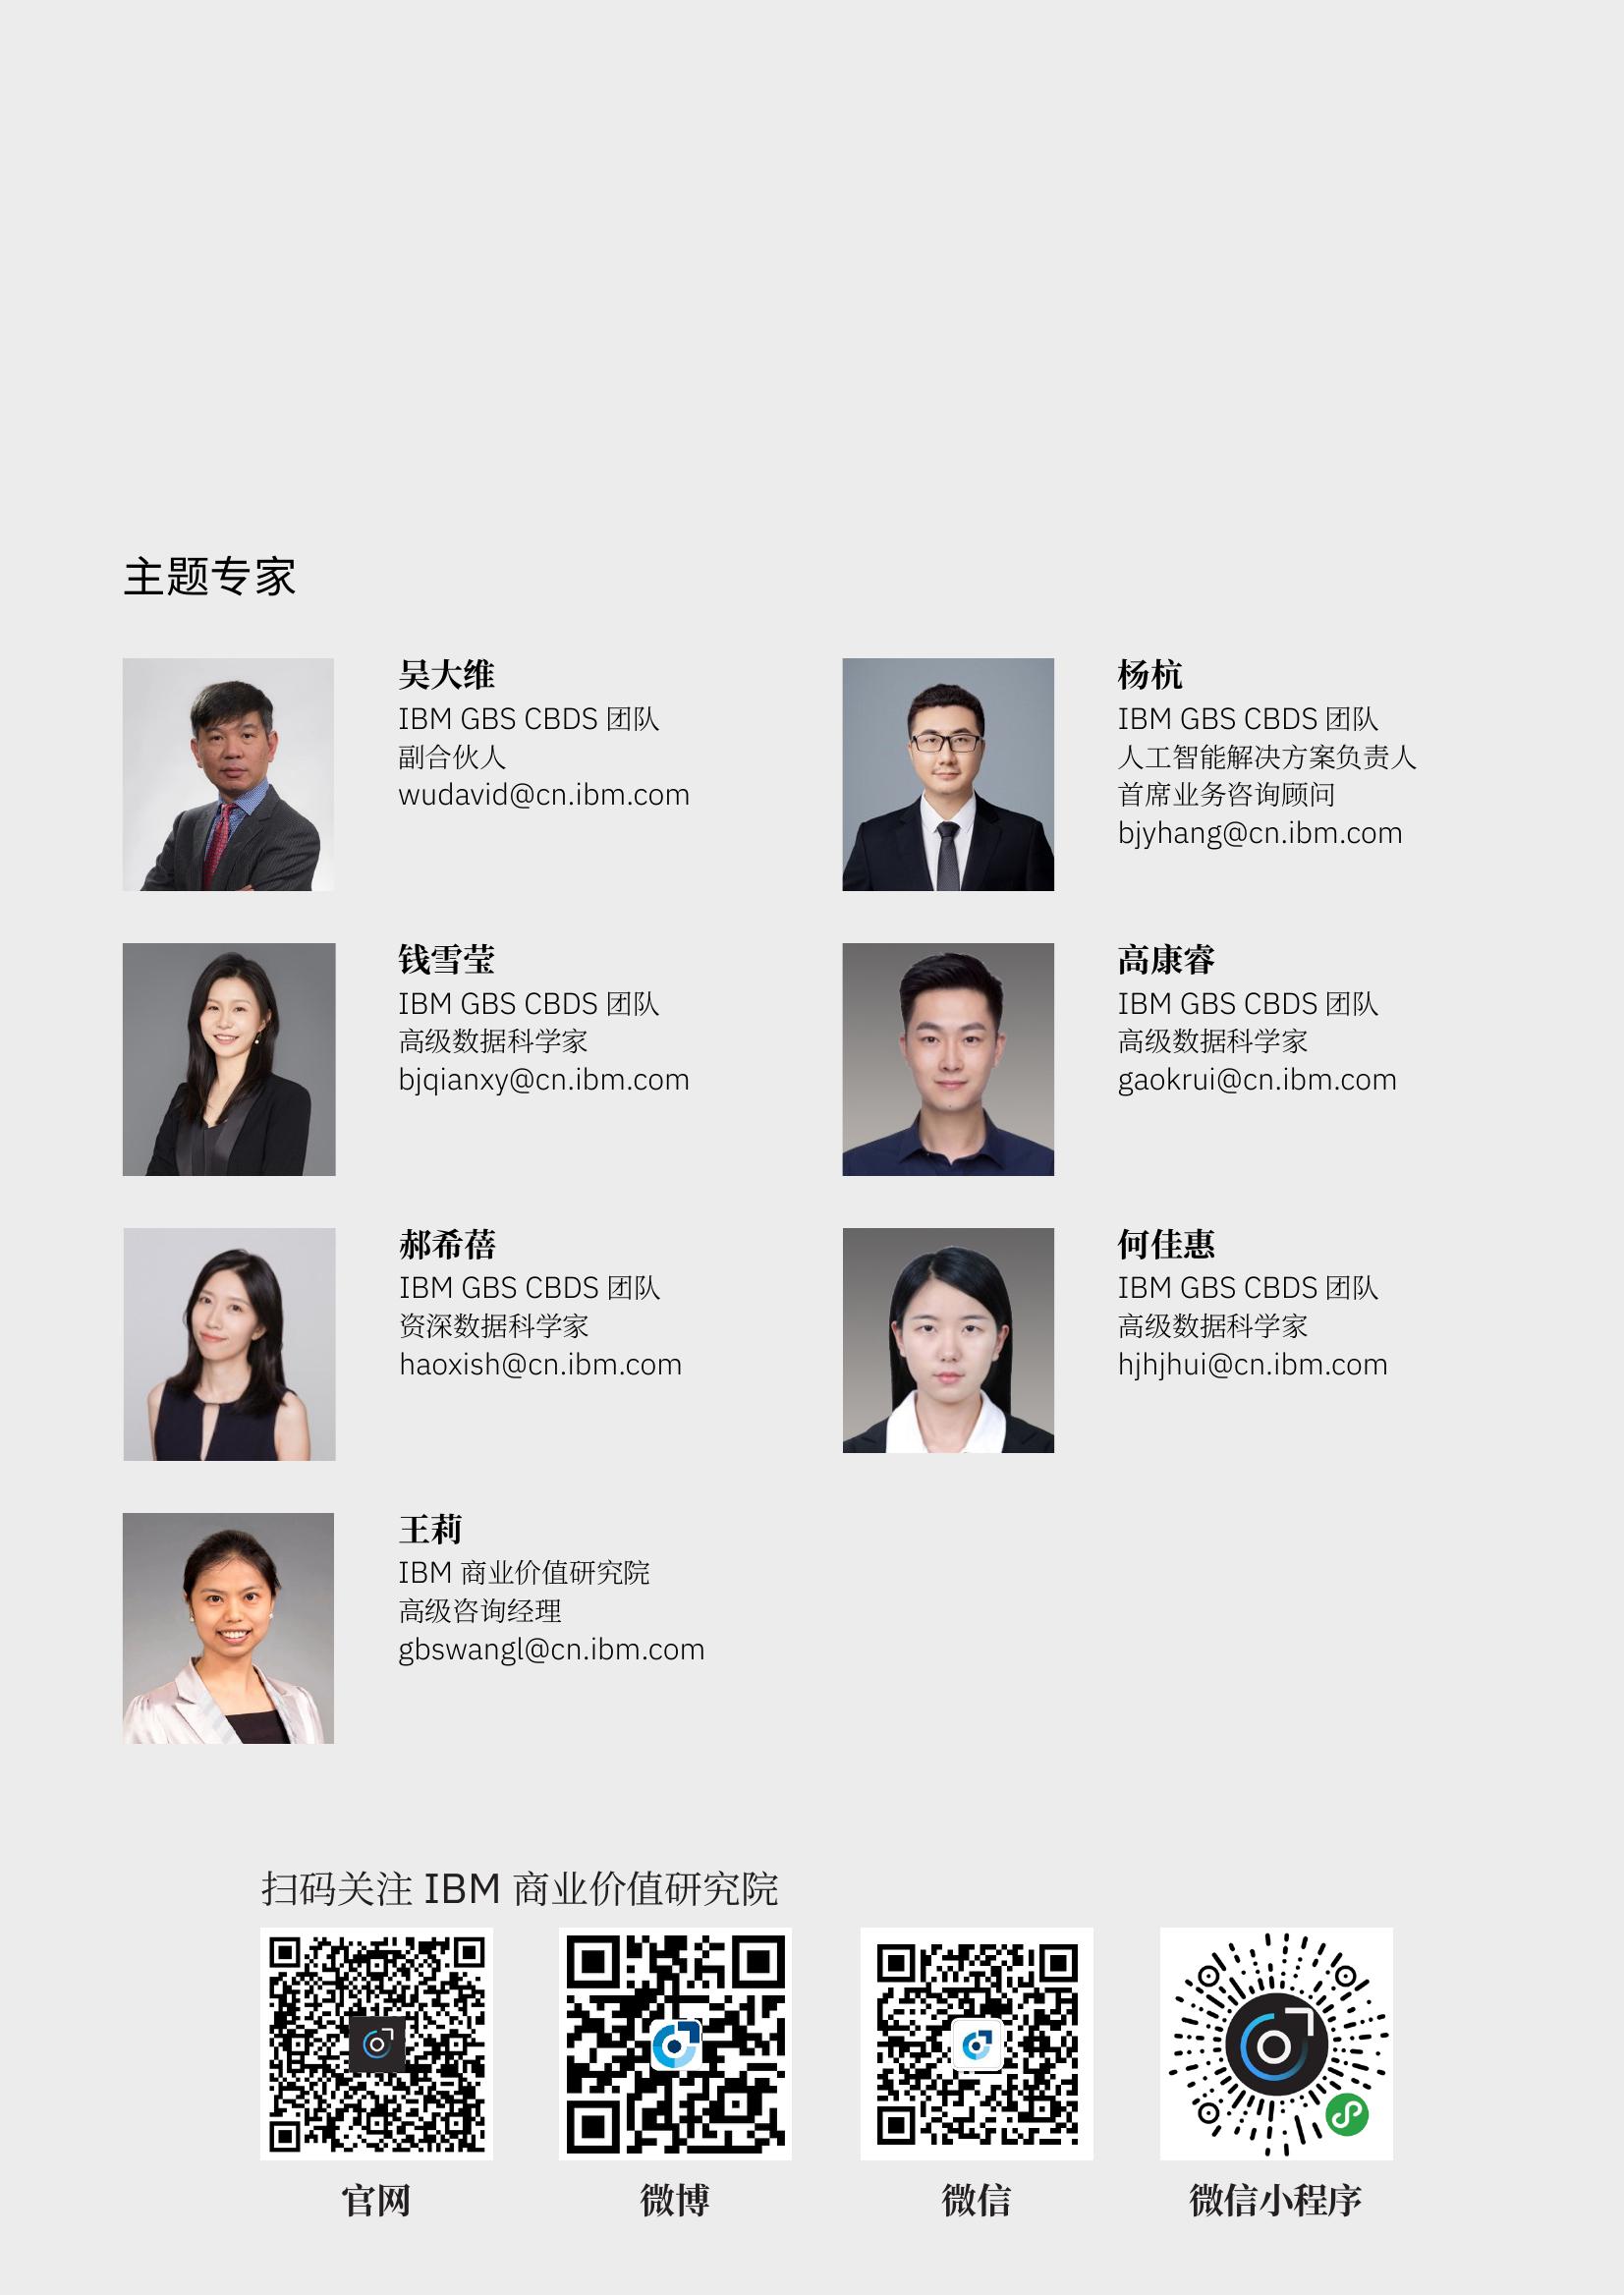 主题专家
吴大维
IBM GBS CBDS 团队
副合伙人
wudavid@cn.ibm.com
杨杭
IBM GBS CBDS 团队
人工智能解决方案负责人
首席业务咨询顾问
bjyhang@cn.ibm.com
钱雪莹
IBM GBS CBDS 团队
高级数据科学家
bjqianxy@cn.ibm.com
高康睿
IBM GBS CBDS 团队
高级数据科学家
gaokrui@cn.ibm.com
郝希蓓
IBM GBS CBDS 团队
资深数据科学家
haoxish@cn.ibm.com
何佳惠
IBM GBS CBDS 团队
高级数据科学家
hjhjhui@cn.ibm.com
王莉
IBM 商业价值研究院
高级咨询经理
gbswangl@cn.ibm.com
扫码关注 IBM 商业价值研究院
官网
微博
微信
微信小程序